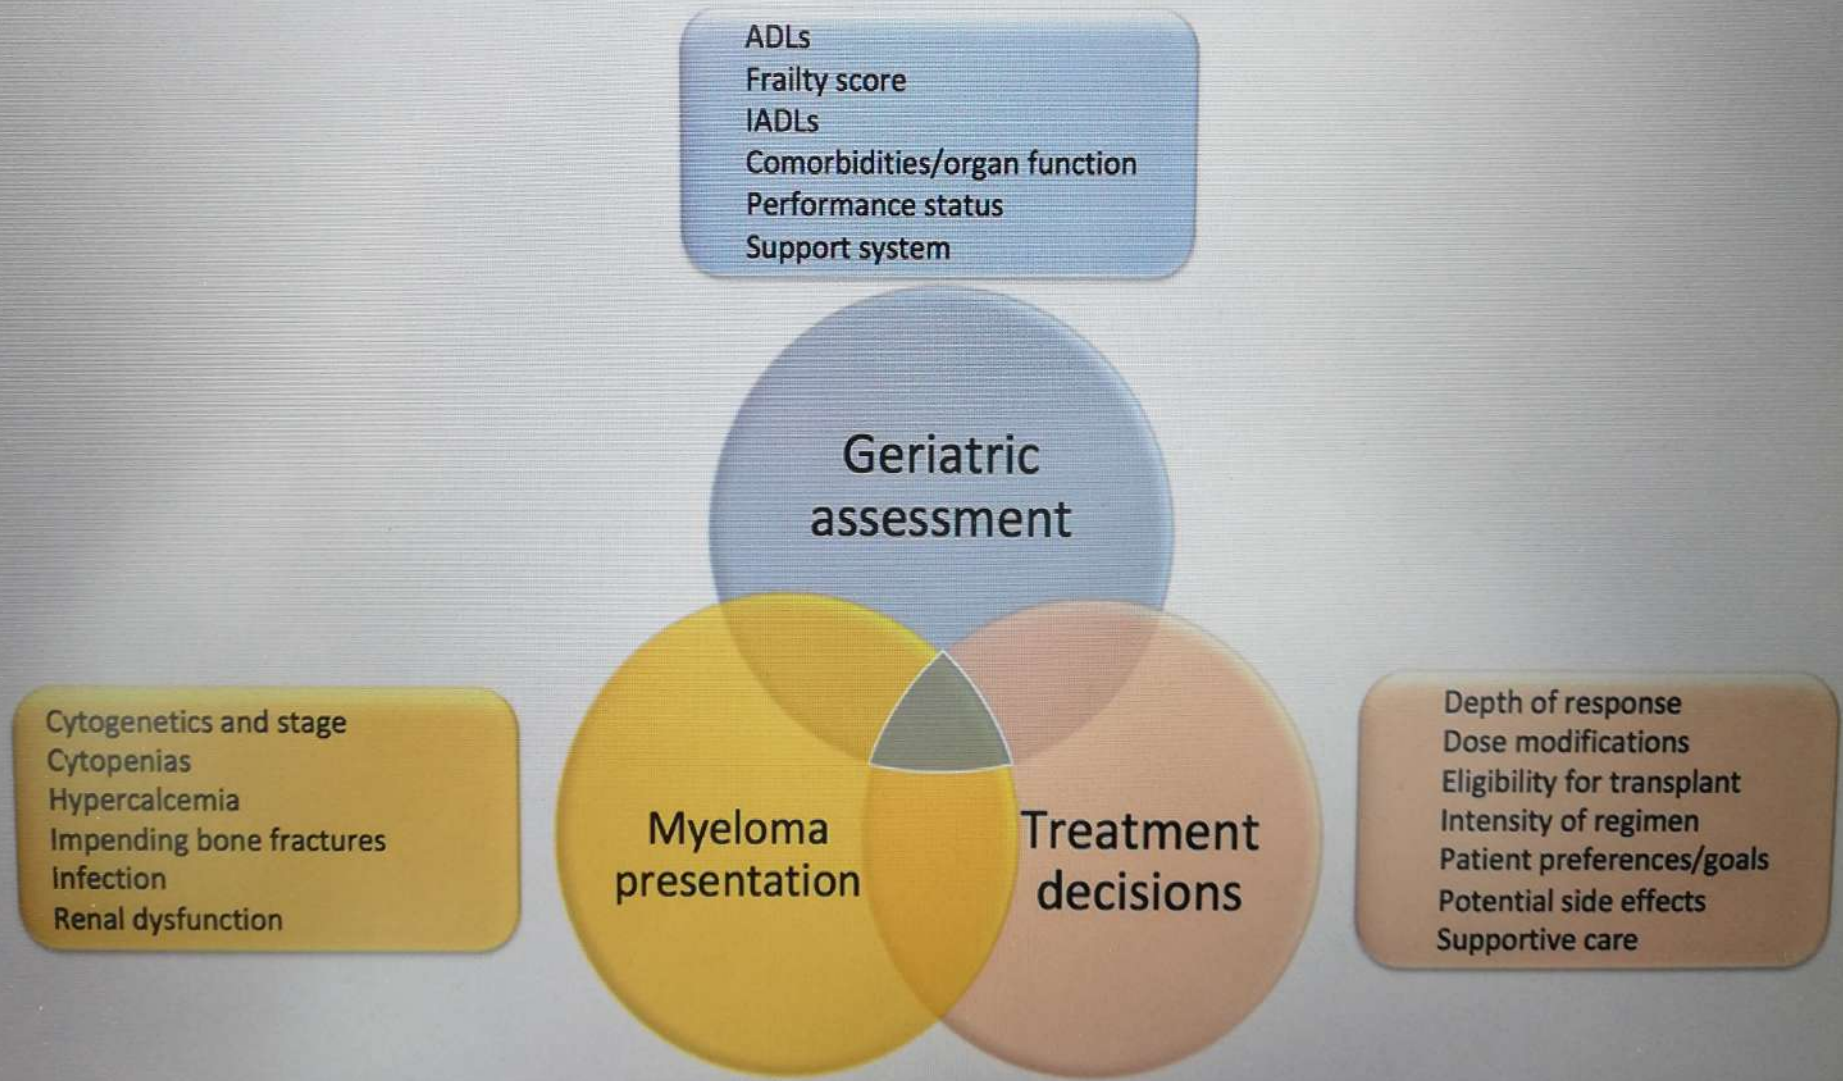 ADLs
Frailty score
IADLs
Comorbidities/organ function
Performance status
Support system
Geriatric
assessment
Myeloma
presentation
Treatment
decisions
Cytogenetics and stage
Cytopenias
Hypercalcemia
Impending bone fractures
Infection
Renal dysfunction
Depth of response
Dose modifications
Eligibility for transplant
Intensity of regimen
Patient preferences/goals
Potential side effects
Supportive care